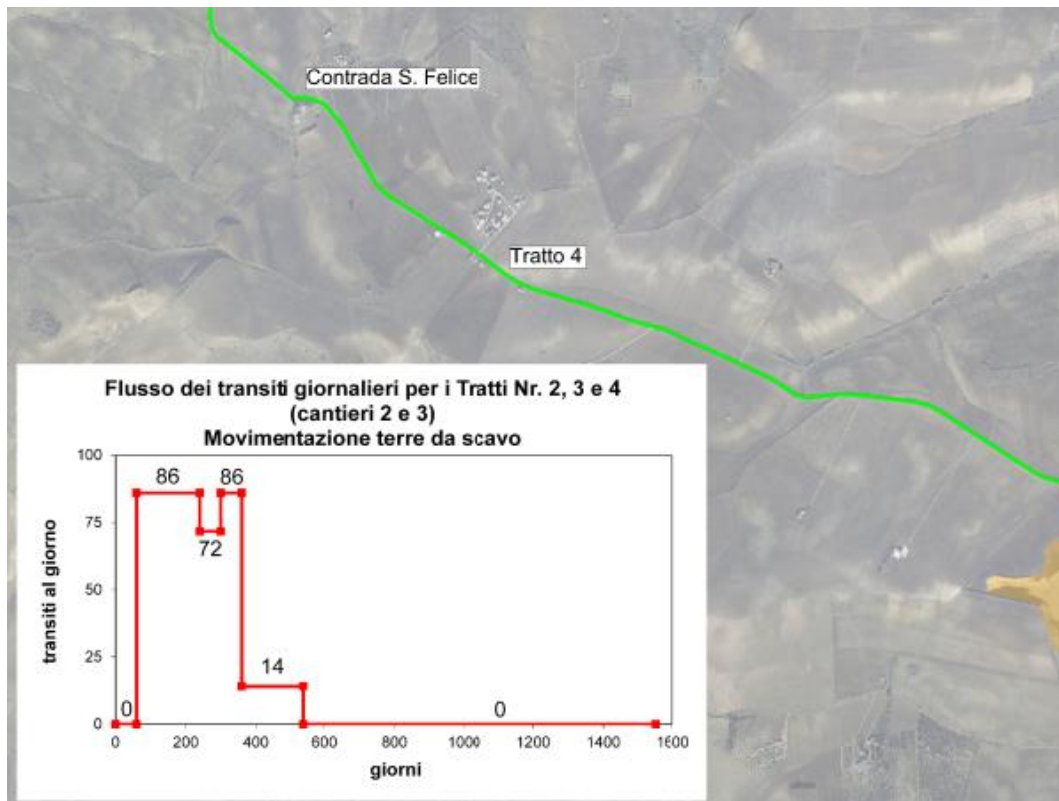 Contrada S. Felice
Tratto 4
Flusso dei transiti giornalieri per i Tratti Nr. 2, 3 e 4
(cantieri 2 e 3)
Movimentazione terre da scavo
transiti al giorno
100
75
50
25
0
0
86
72
86
14
0
0
200
400
600
800
1000
1200
1400
1600
giorni